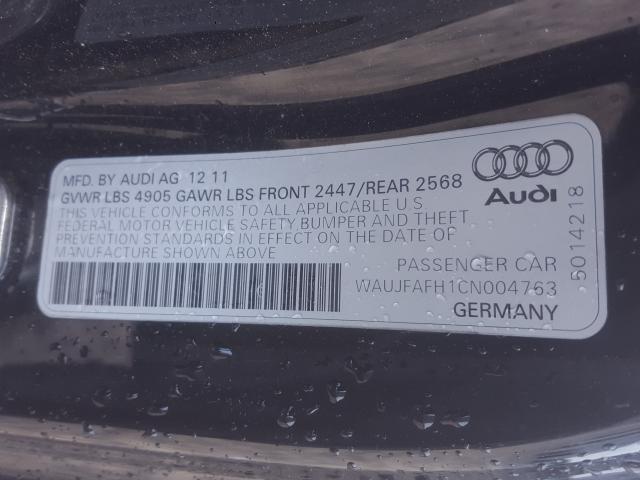 MFD. BY AUDI AG 12 11
GVWR LBS 4905 GAWR LBS FRONT 2447/REAR 2568
THIS VEHICLE CONFORMS TO ALL APPLICABLE U S
FEDERAL MOTOR VEHICLE SAFETY,BUMPER AND THEFT
PREVENTION STANDARDS IN EFFECT ON THE DATE OF
MANUFACTURE SHOWN ABOVE
Audi
PASSENGER CAR
WAUJFAFH1CN004763
GERMANY
5014218